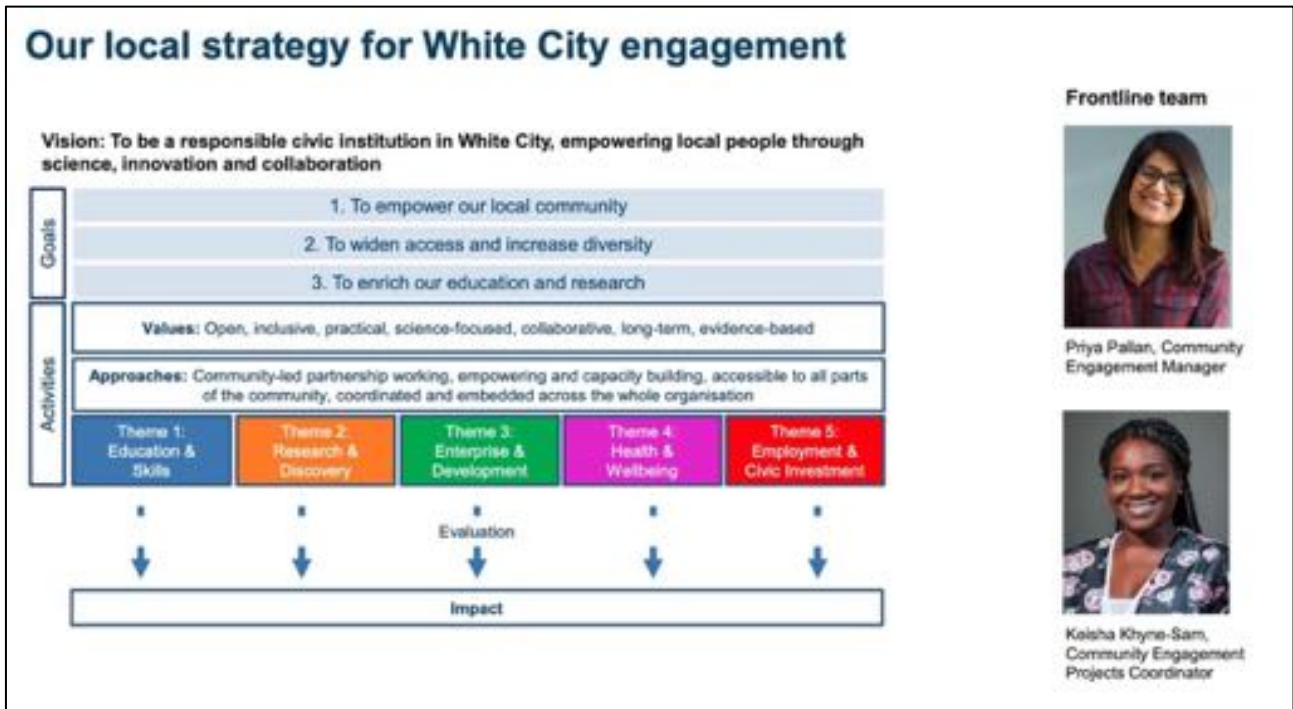 Our local strategy for White City engagement
Frontline team
Vision: To be a responsible civic institution in White City, empowering local people through
science, innovation and collaboration
Goals
1. To empower our local community
2. To widen access and increase diversity
3. To enrich our education and research
Activities
Values: Open, inclusive, practical, science-focused, collaborative, long-term, evidence-based
Approaches: Community-led partnership working, empowering and capacity building, accessible to all parts
of the community, coordinated and embedded across the whole organisation
Theme 1:
Education &
Skills
Theme 2:
Research &
Discovery
Theme 3:
Enterprise &
Development
Theme 4:
Health &
Wellbeing
Theme 5:
Employment &
Civic Investment
Evaluation
Impact
Priya Pallan, Community
Engagement Manager
Keisha Khyne-Sam,
Community Engagement
Projects Coordinator